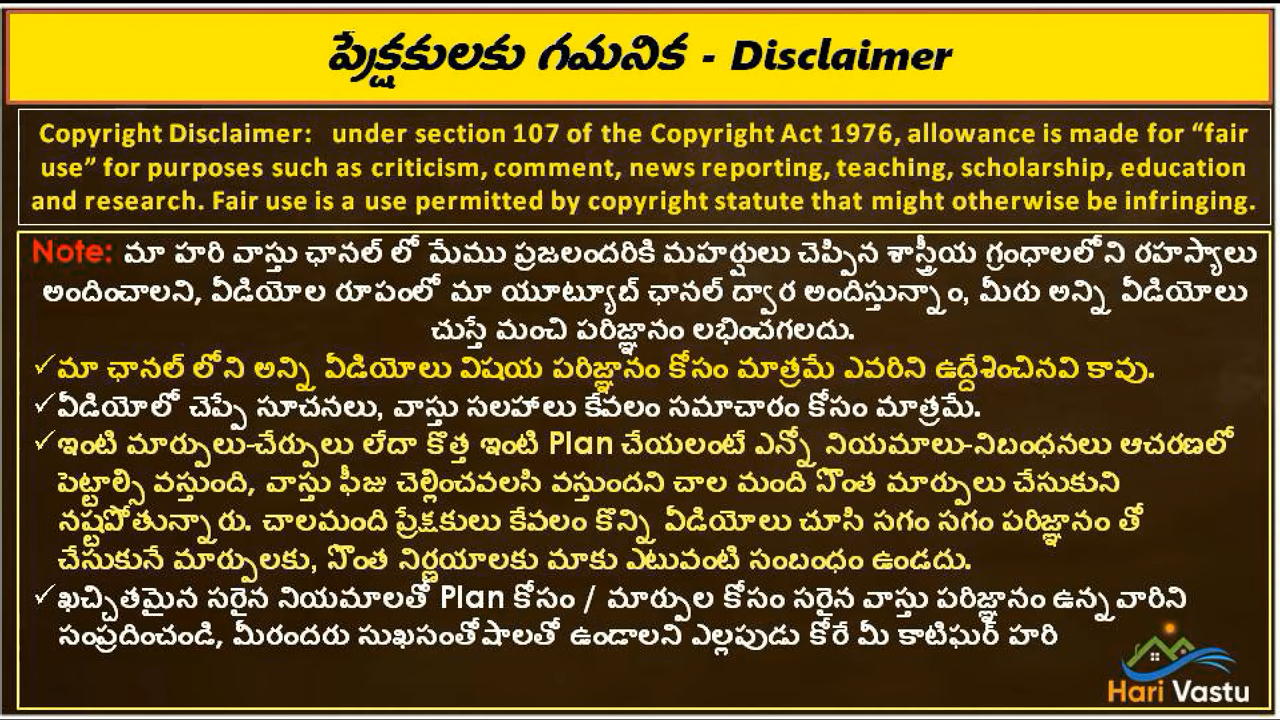 ప్రేక్షకులకు గమనిక - Disclaimer
Copyright Disclaimer: under section 107 of the Copyright Act 1976, allowance is made for “fair
use” for purposes such as criticism, comment, news reporting, teaching, scholarship, education
and research. Fair use is a use permitted by copyright statute that might otherwise be infringing.
Note: మా హరి వాస్తు ఛానల్ లో మేము ప్రజలందరికి మహర్షులు చెప్పిన శాస్త్రీయ గ్రంధాలలోని రహస్యాలు
అందించాలని, వీడియోల రూపంలో మా యూట్యూబ్ ఛానల్ ద్వార అందిస్తున్నాం, మీరు అన్ని వీడియోలు
చుస్తే మంచి పరిజ్ఞానం లభించగలదు.
✓మా ఛానల్ లోని అన్ని వీడియోలు విషయ పరిజ్ఞానం కోసం మాత్రమే ఎవరిని ఉద్దేశించినవి కావు.
✓వీడియోలో చెప్పే సూచనలు, వాస్తు సలహాలు కేవలం సమాచారం కోసం మాత్రమే.
✓ఇంటి మార్పులు-చేర్పులు లేదా కొత్త ఇంటి Plan చేయలంటే ఎన్నో నియమాలు-నిబంధనలు ఆచరణలో
పెట్టాల్సి వస్తుంది, వాస్తు ఫీజు చెల్లించవలసి వస్తుందని చాల మంది సొంత మార్పులు చేసుకుని
నష్టపోతున్నారు. చాలమంది ప్రేక్షకులు కేవలం కొన్ని వీడియోలు చూసి సగం సగం పరిజ్ఞానం తో
చేసుకునే మార్పులకు, సొంత నిర్ణయాలకు మాకు ఎటువంటి సంబంధం ఉండదు.
✓ఖచ్చితమైన సరైన నియమాలతో Plan కోసం / మార్పుల కోసం సరైన వాస్తు పరిజ్ఞానం ఉన్నవారిని
సంప్రదించండి, మీరందరు సుఖసంతోషాలతో ఉండాలని ఎల్లపుడు కోరే మీ కాటిఘర్ హరి
Hari Vastu